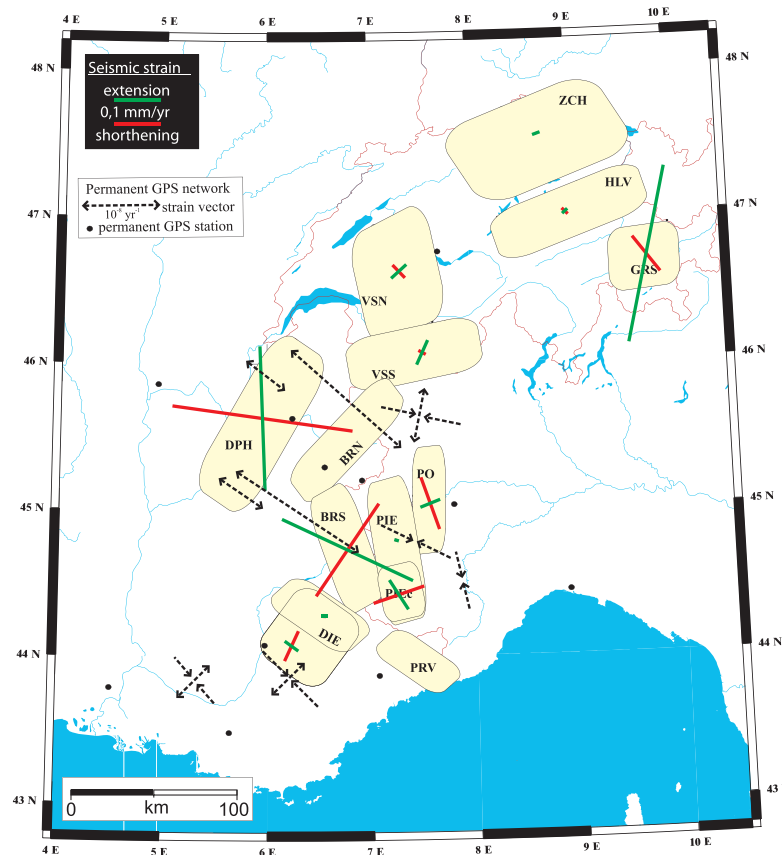 4 E 5 E 6 E 7 E 8 E 9 E 10 E
48 N 48 N
Seismic strain
extension
0,1 mm/yr
shorthening
ZCH
Permanent GPS network
strain vector
10⁻⁸ yr⁻¹
permanent GPS station
HLV
47 N 47 N
GRS
VSN
46 N 46 N
VSS
DPH
BRN
PO
45 N 45 N
BRS PIE
PIEc
DIE
44 N 44 N
PRV
43 N 43
0 km 100
4 E 5 E 6 E 7 E 8 E 9 E 10 E